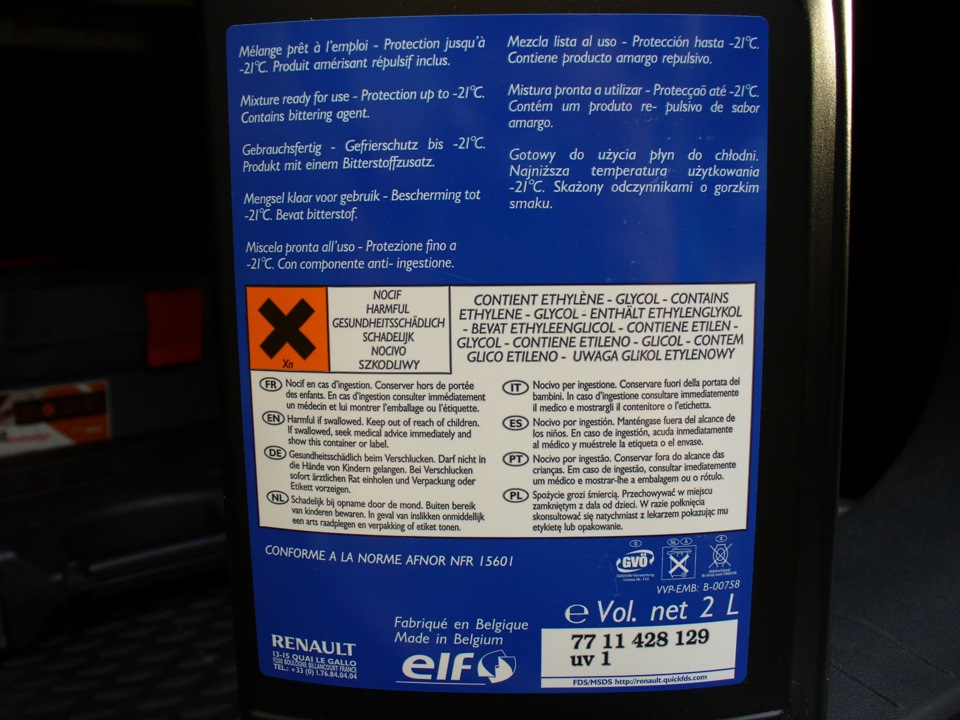 Mélange prêt à l'emploi - Protection jusqu'à
-21°C. Produit amérisant répulsif inclus.
Mixture ready for use - Protection up to -21°C.
Contains bittering agent.
Gebrauchsfertig - Gefrierschutz bis -21°C.
Produkt mit einem Bitterstoffzusatz.
Mengsel klaar voor gebruik - Bescherming tot
-21°C. Bevat bitterstof.
Miscela pronta all'uso - Protezione fino a
-21°C. Con componente anti- ingestione.
Mezcla lista al uso - Protección hasta -21°C.
Contiene producto amargo repulsivo.
Mistura pronta a utilizar - Protecçaõ até -21°C.
Contém um produto re- pulsivo de sabor
amargo.
Gotowy do użycia płyn do chłodni.
Najniższa temperatura użytkowania
-21°C. Skażony odczynnikami o gorzkim
smaku.
Xn
NOCIF
HARMFUL
GESUNDHEITSSCHÄDLICH
SCHADELIJK
NOCIVO
SZKODLIWY
CONTIENT ETHYLÈNE - GLYCOL - CONTAINS
ETHYLENE - GLYCOL - ENTHÄLT ETHYLENGLYKOL
- BEVAT ETHYLEENGLICOL - CONTIENE ETILEN -
GLYCOL - CONTIENE ETILENO - GLICOL - CONTEM
GLICO ETILENO - UWAGA GLIKOL ETYLENOWY
FR Nocif en cas d'ingestion. Conserver hors de portée
des enfants. En cas d'ingestion consulter immédiatement
un médecin et lui montrer l'emballage ou l'étiquette.
EN Harmful if swallowed. Keep out of reach of children.
If swallowed, seek medical advice immediately and
show this container or label.
DE Gesundheitsschädlich beim Verschlucken. Darf nicht in
die Hände von Kindern gelangen. Bei Verschlucken
sofort ärztlichen Rat einholen und Verpackung oder
Etikett vorzeigen.
NL Schadelijk bij opname door de mond. Buiten bereik
van kinderen bewaren. In geval van inslikken onmiddellijk
een arts raadplegen en verpakking of etiket tonen.
IT Nocivo per ingestione. Conservare fuori della portata dei
bambini. In caso d'ingestione consultare immediatamente
il medico e mostrargli il contenitore o l'etichetta.
ES Nocivo por ingestión. Manténgase fuera del alcance de
los niños. En caso de ingestión, acuda inmediatamente
al médico y muéstrele la etiqueta o el envase.
PT Nocivo por ingestão. Conservar fora do alcance das
crianças. Em caso de ingestão, consultar imediatamente
um médico e mostrar-lhe a embalagem ou o rótulo.
PL Spożycie grozi śmiercią. Przechowywać w miejscu
zamkniętym z dala od dzieci. W razie połknięcia
skonsultować się natychmiast z lekarzem pokazując mu
etykietę lub opakowanie.
CONFORME A LA NORME AFNOR NFR 15601
GVÖ
VVP-EMB: B-00758
e Vol. net 2 L
Fabriqué en Belgique
Made in Belgium
elf
RENAULT
13-15 QUAI LE GALLO
9200 BOULOGNE BILLANCOURT FRANCE
TEL.: +33 (0) 1.76.84.04.04
77 11 428 129
uv 1
FDS/MSDS http://renault.quickfds.com